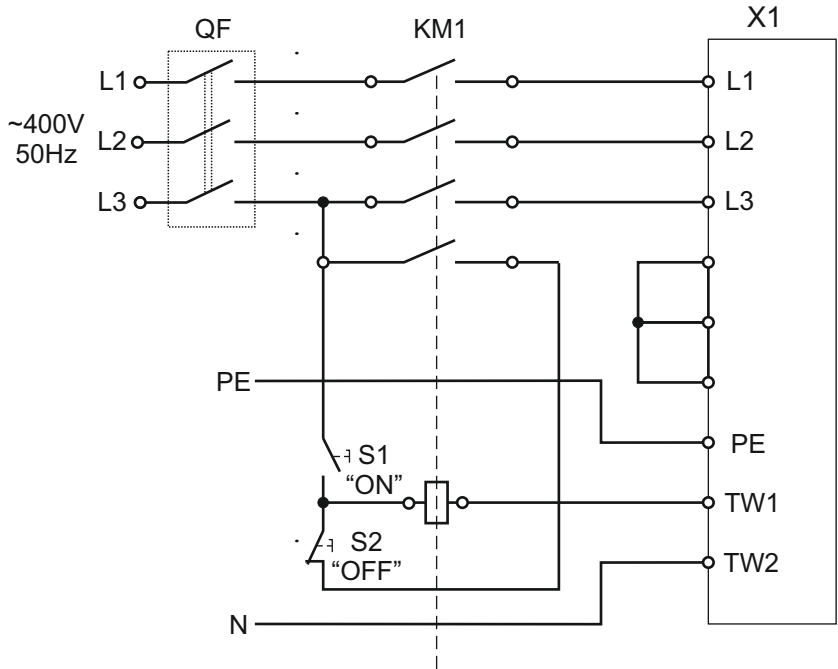 QF
KM1
X1
L1
L1
~400V
50Hz
L2
L2
L3
L3
PE
PE
S1
“ON”
TW1
S2
“OFF”
TW2
N